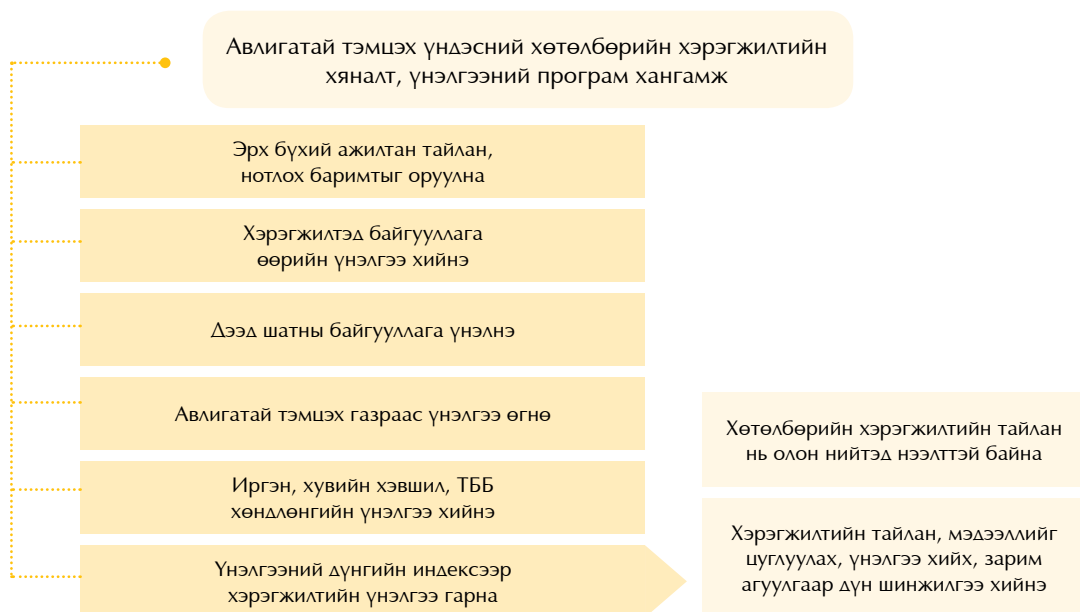 Авлигатай тэмцэх үндэсний хөтөлбөрийн хэрэгжилтийн
хяналт, үнэлгээний програм хангамж
Эрх бүхий ажилтан тайлан,
нотлох баримтыг оруулна
Хэрэгжилтэд байгууллага
өөрийн үнэлгээ хийнэ
Дээд шатны байгууллага үнэлнэ
Авлигатай тэмцэх газраас үнэлгээ өгнө
Иргэн, хувийн хэвшил, ТББ
хөндлөнгийн үнэлгээ хийнэ
Үнэлгээний дүнгийн индексээр
хэрэгжилтийн үнэлгээ гарна
Хөтөлбөрийн хэрэгжилтийн тайлан
нь олон нийтэд нээлттэй байна
Хэрэгжилтийн тайлан, мэдээллийг
цуглуулах, үнэлгээ хийх, зарим
агуулгаар дүн шинжилгээ хийнэ